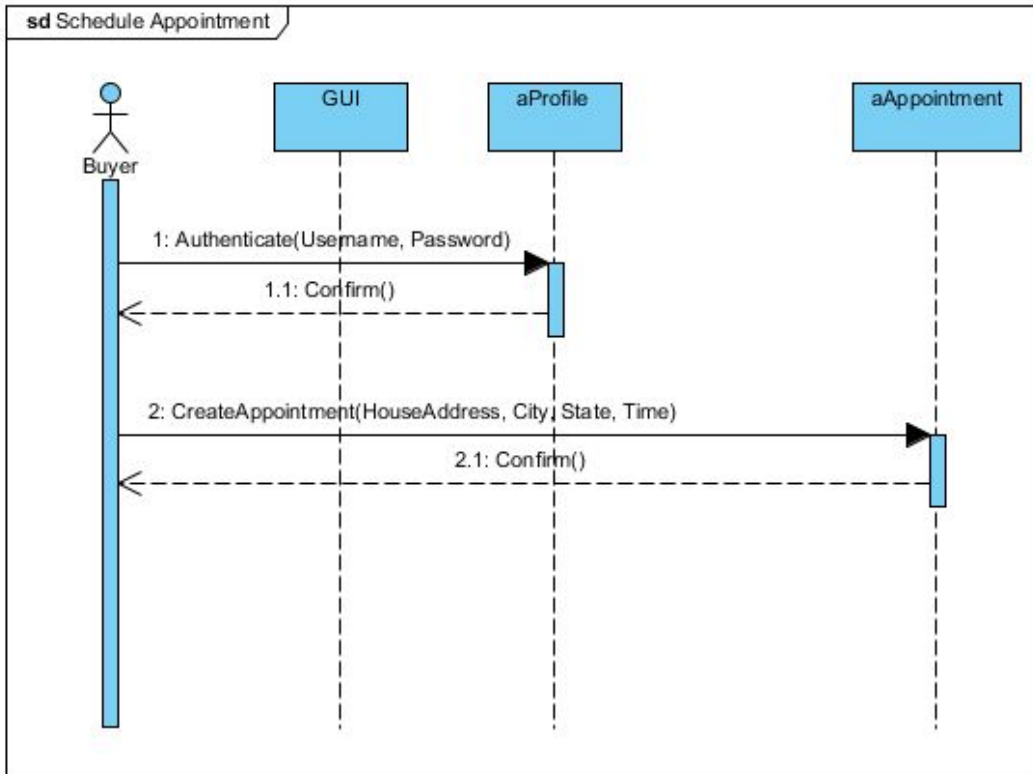 sd Schedule Appointment
GUI
aProfile
aAppointment
Buyer
1: Authenticate(Username, Password)
1.1: Confirm()
2: CreateAppointment(HouseAddress, City, State, Time)
2.1: Confirm()